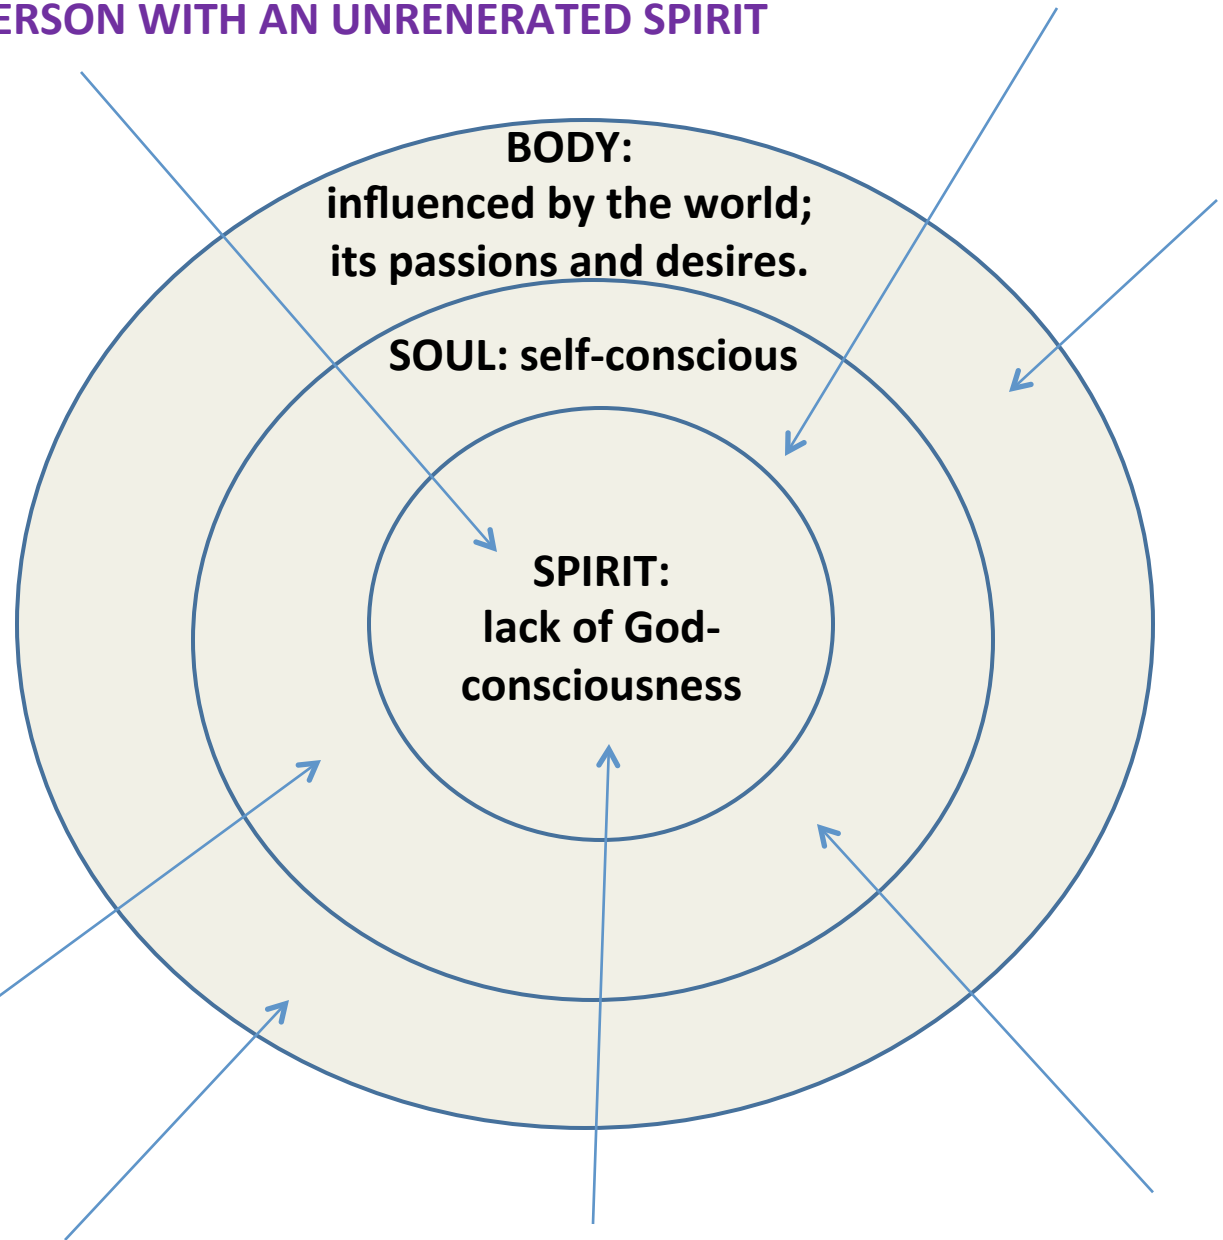 ERSON WITH AN UNRENERATED SPIRIT
BODY:
influenced by the world;
its passions and desires.
SOUL: self-conscious
SPIRIT:
lack of God-
consciousness